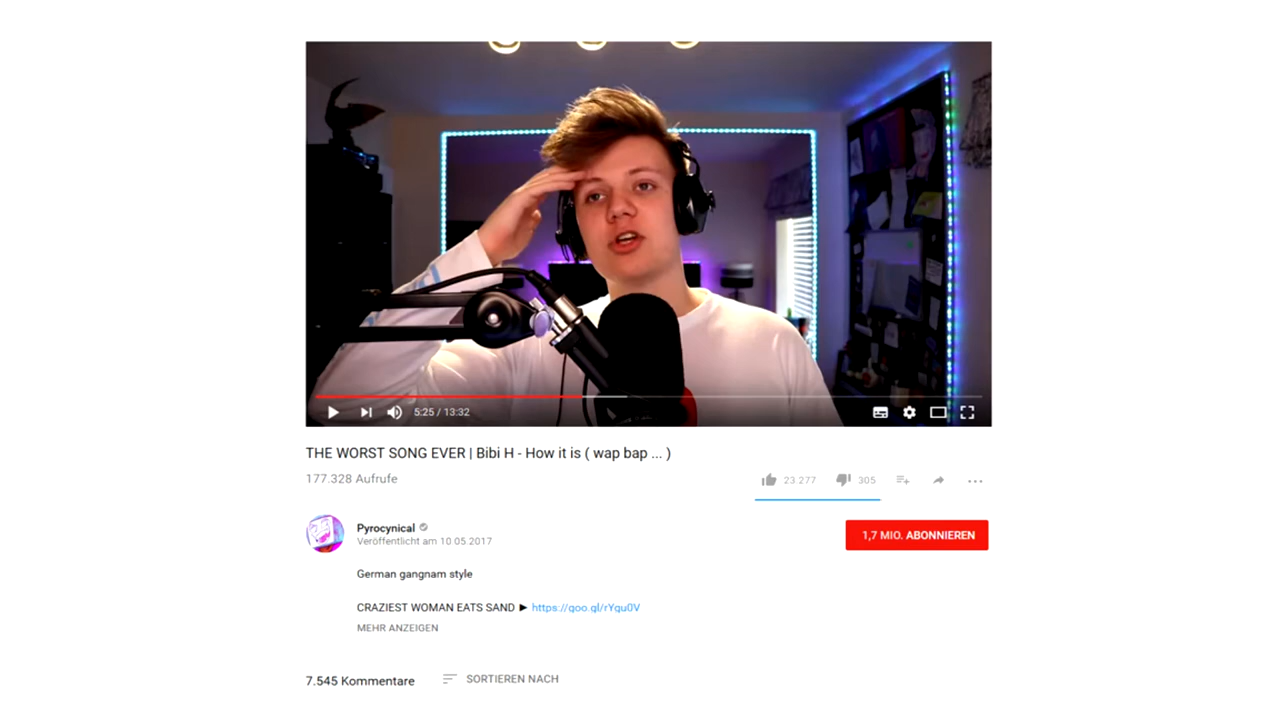 5:25 / 13:32
THE WORST SONG EVER | Bibi H - How it is ( wap bap ... )
177.328 Aufrufe
23 277
305
Pyrocynical
Veröffentlicht am 10 05.2017
1,7 MIO. ABONNIEREN
German gangnam style
CRAZIEST WOMAN EATS SAND ► https://goo.gl/rYqu0V
MEHR ANZEIGEN
7.545 Kommentare
SORTIEREN NACH